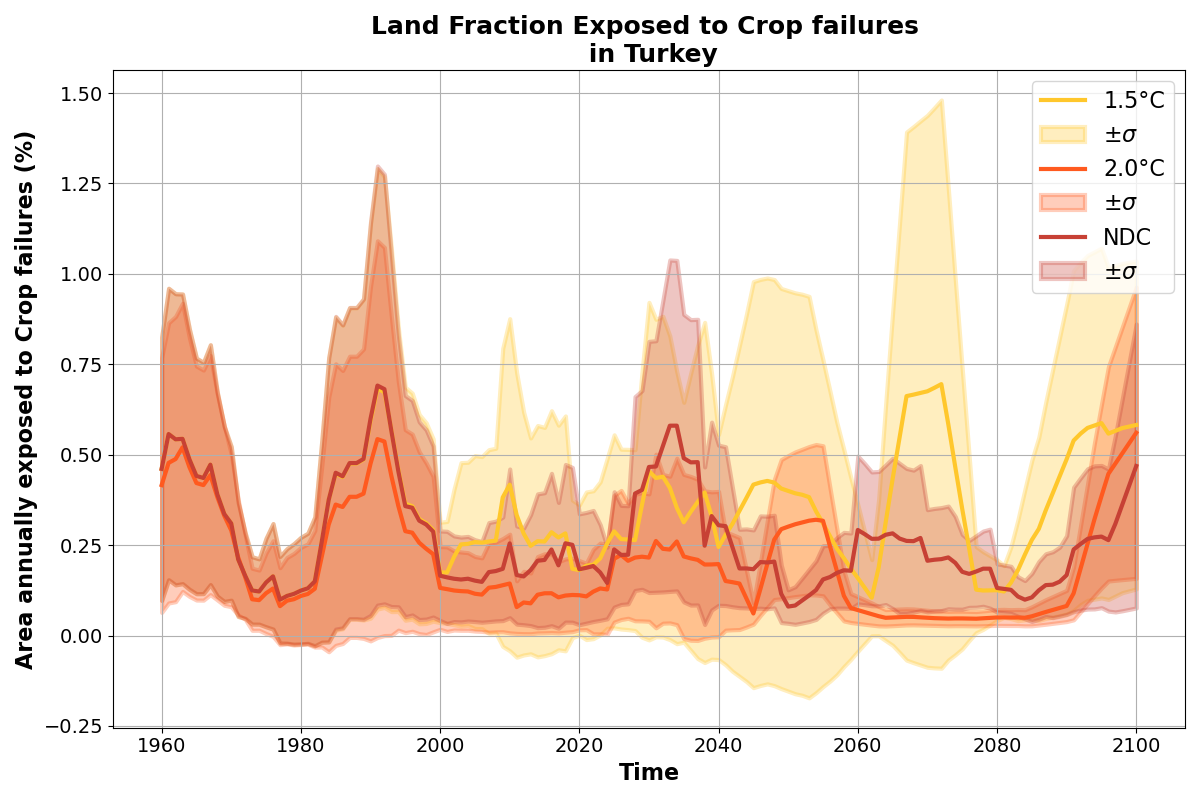 Land Fraction Exposed to Crop failures
in Turkey
Area annually exposed to Crop failures (%)
1.50
1.25
1.00
0.75
0.50
0.25
0.00
−0.25
1960
1980
2000
2020
2040
2060
2080
2100
Time
1.5°C
±σ
2.0°C
±σ
NDC
±σ